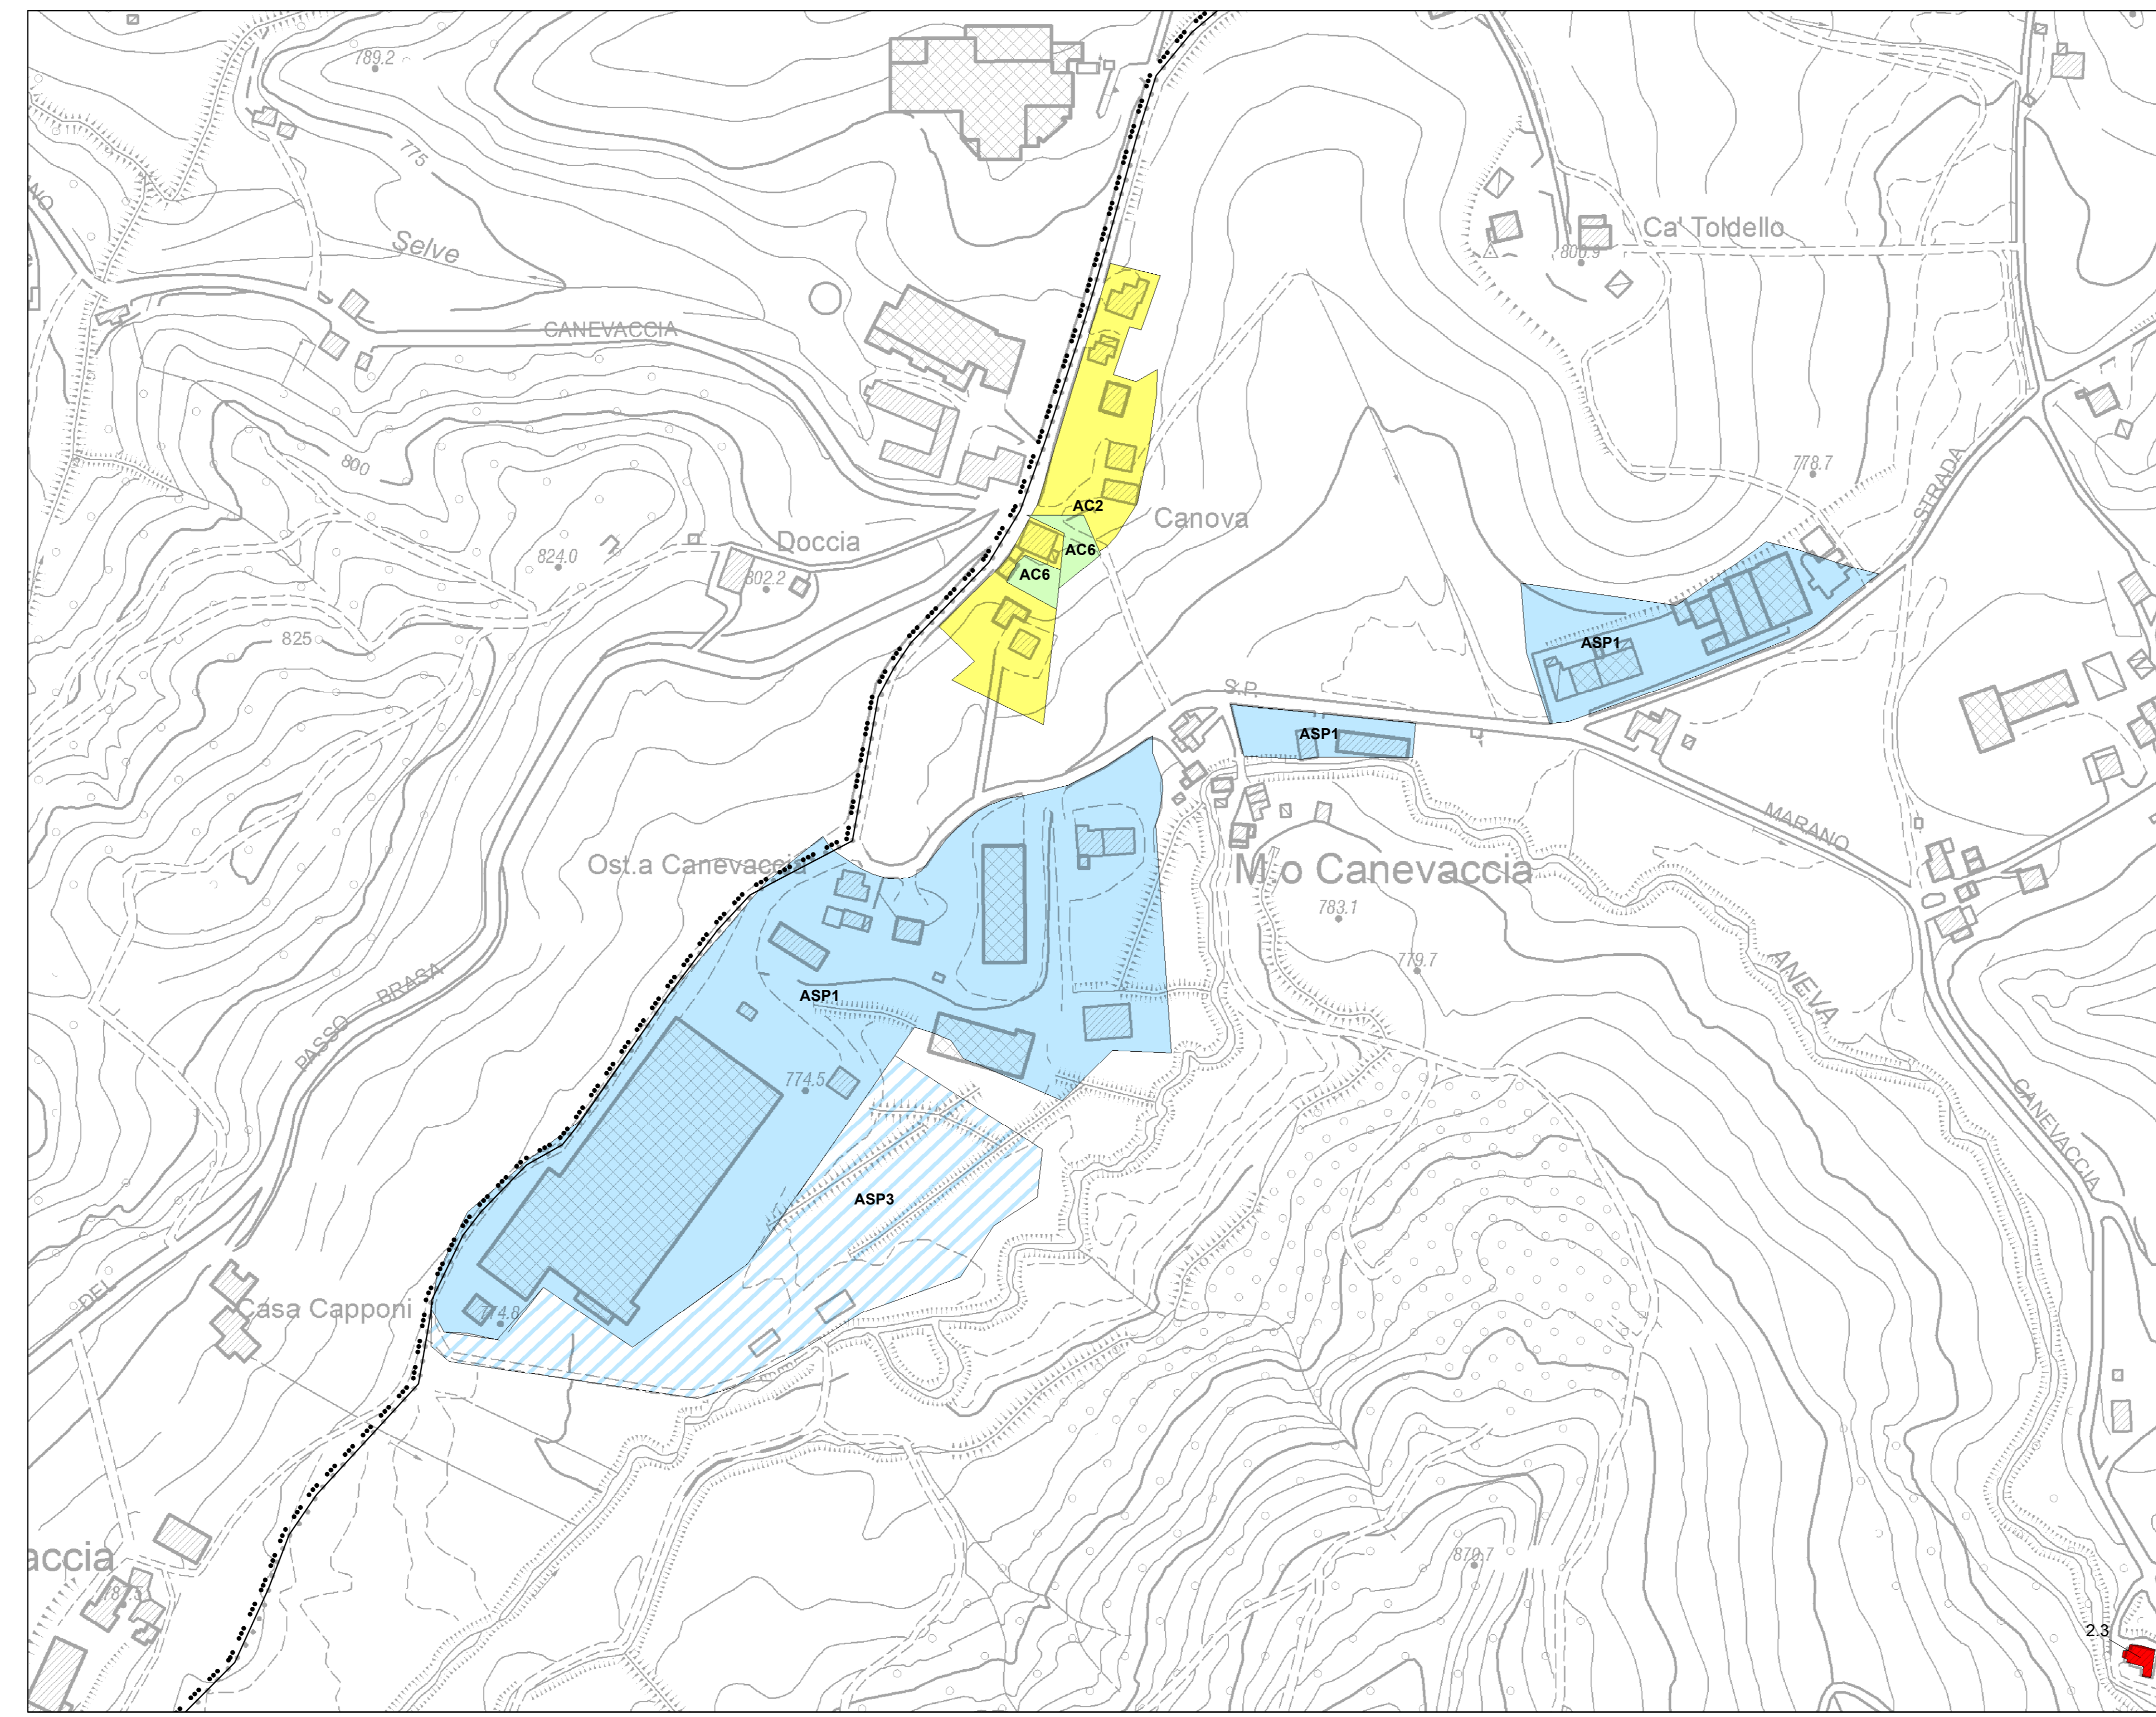 789.2
775
Selve
Ca' Toldello
800.9
CANEVACCIA
800
778.7
STRADA
AC2
Canova
Doccia
824.0
AC6
802.2
AC6
825
ASP1
S.P.
ASP1
MARANO
Ost.a Canevaccia
M.o Canevaccia
783.1
779.7
ANEVA
BRASA
ASP1
PASSO
774.5
CANEVACCIA
ASP3
DEL
Casa Capponi
774.8
accia
870.7
2.3